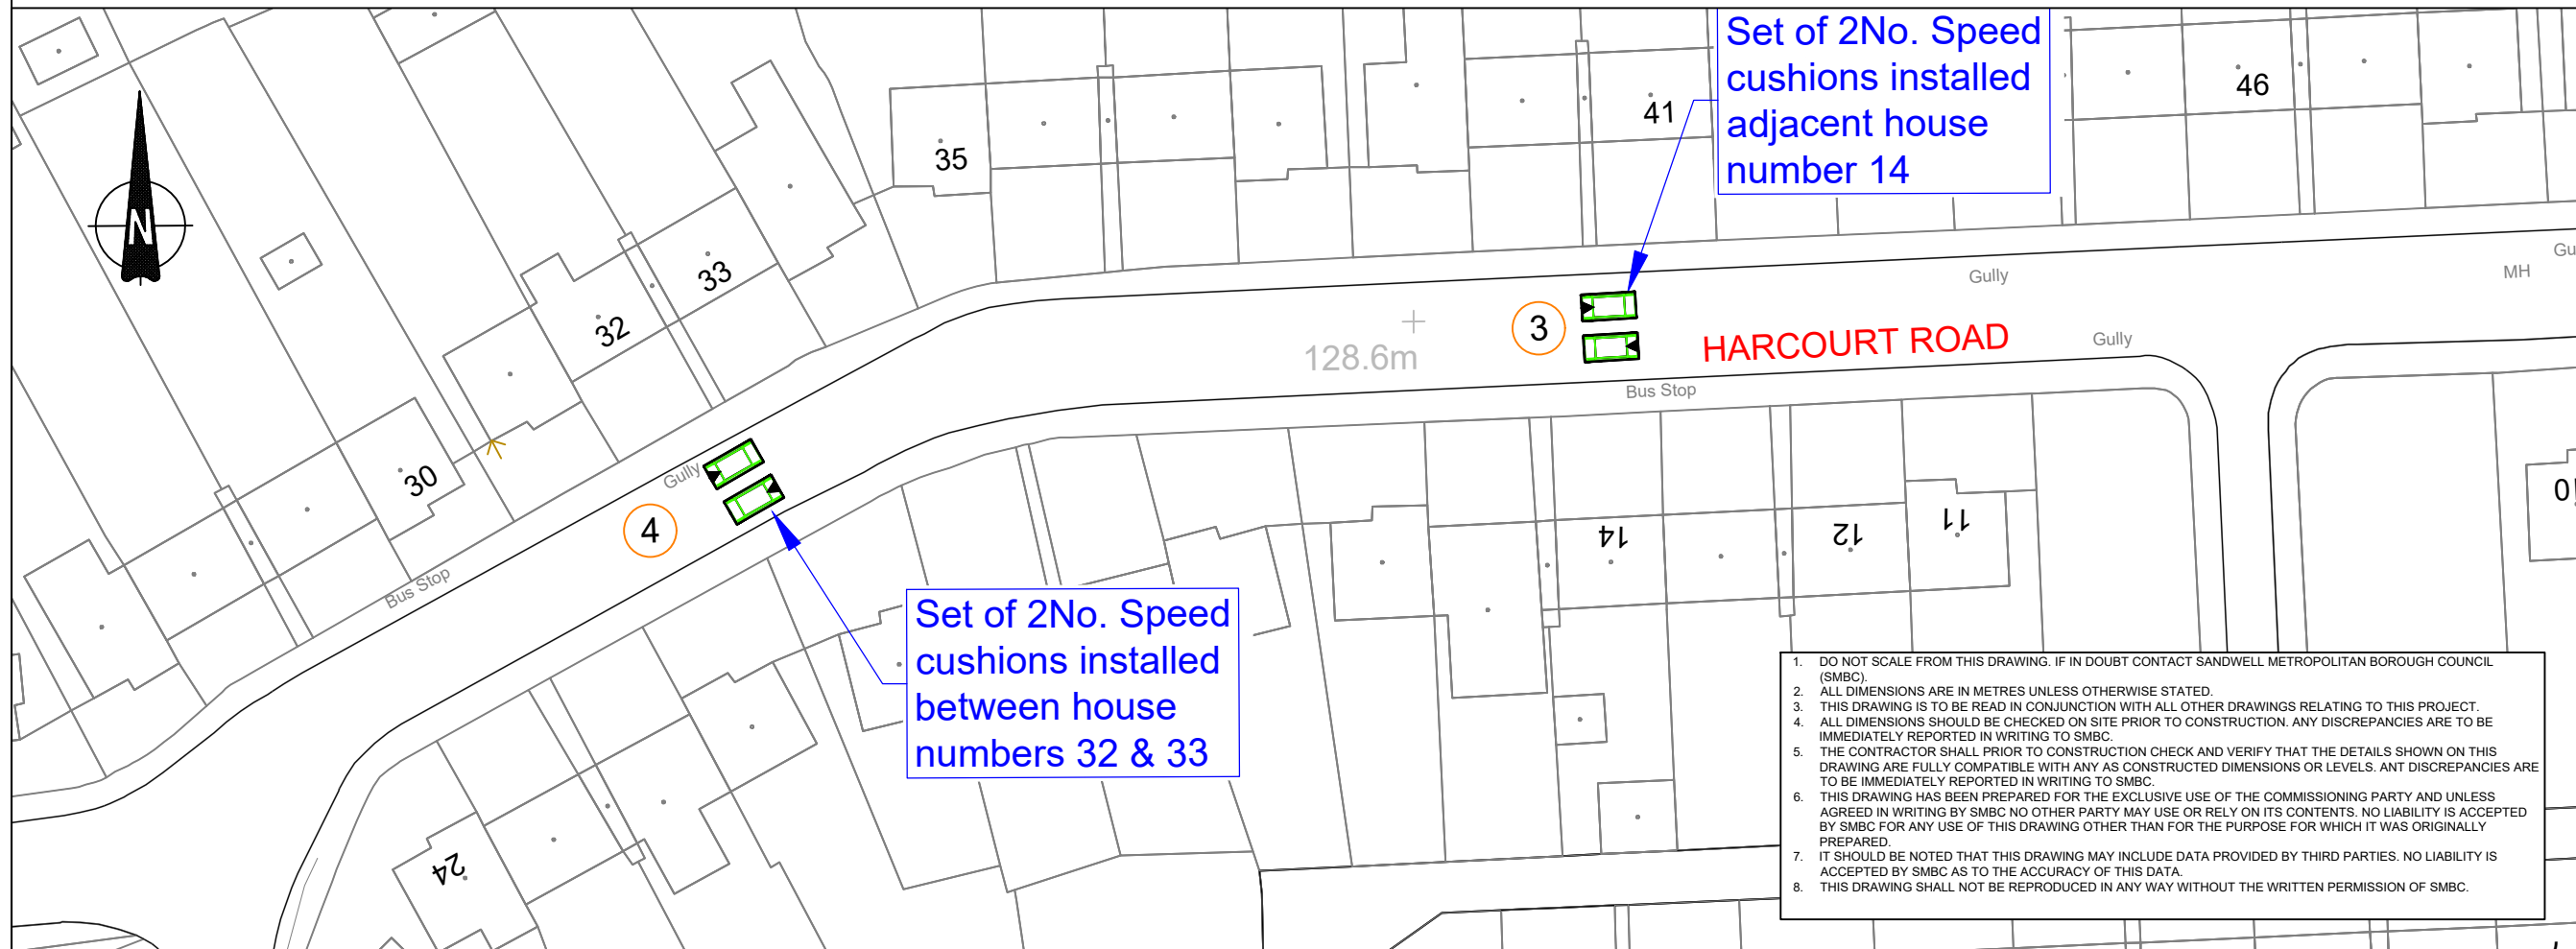 Set of 2No. Speed
cushions installed
adjacent house
number 14
46
41
35
N
33
32
30
Gully
MH
3
HARCOURT ROAD
Gully
128.6m
Bus Stop
Gully
4
Bus Stop
14
12
11
Set of 2No. Speed
cushions installed
between house
numbers 32 & 33
24
1. DO NOT SCALE FROM THIS DRAWING. IF IN DOUBT CONTACT SANDWELL METROPOLITAN BOROUGH COUNCIL
(SMBC).
2. ALL DIMENSIONS ARE IN METRES UNLESS OTHERWISE STATED.
3. THIS DRAWING IS TO BE READ IN CONJUNCTION WITH ALL OTHER DRAWINGS RELATING TO THIS PROJECT.
4. ALL DIMENSIONS SHOULD BE CHECKED ON SITE PRIOR TO CONSTRUCTION. ANY DISCREPANCIES ARE TO BE
IMMEDIATELY REPORTED IN WRITING TO SMBC.
5. THE CONTRACTOR SHALL PRIOR TO CONSTRUCTION CHECK AND VERIFY THAT THE DETAILS SHOWN ON THIS
DRAWING ARE FULLY COMPATIBLE WITH ANY AS CONSTRUCTED DIMENSIONS OR LEVELS. ANT DISCREPANCIES ARE
TO BE IMMEDIATELY REPORTED IN WRITING TO SMBC.
6. THIS DRAWING HAS BEEN PREPARED FOR THE EXCLUSIVE USE OF THE COMMISSIONING PARTY AND UNLESS
AGREED IN WRITING BY SMBC NO OTHER PARTY MAY USE OR RELY ON ITS CONTENTS. NO LIABILITY IS ACCEPTED
BY SMBC FOR ANY USE OF THIS DRAWING OTHER THAN FOR THE PURPOSE FOR WHICH IT WAS ORIGINALLY
PREPARED.
7. IT SHOULD BE NOTED THAT THIS DRAWING MAY INCLUDE DATA PROVIDED BY THIRD PARTIES. NO LIABILITY IS
ACCEPTED BY SMBC AS TO THE ACCURACY OF THIS DATA.
8. THIS DRAWING SHALL NOT BE REPRODUCED IN ANY WAY WITHOUT THE WRITTEN PERMISSION OF SMBC.